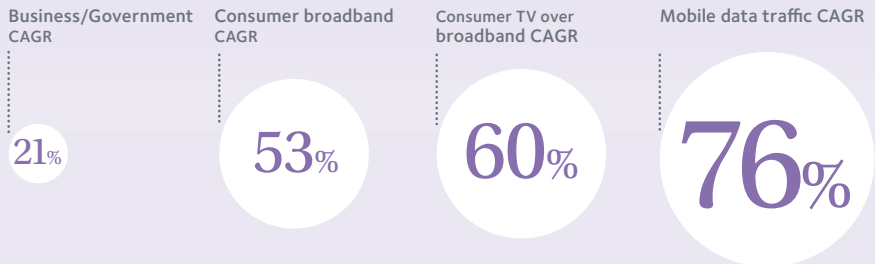 Business/Government
CAGR
21%
Consumer broadband
CAGR
53%
Consumer TV over
broadband CAGR
60%
Mobile data traffic CAGR
76%